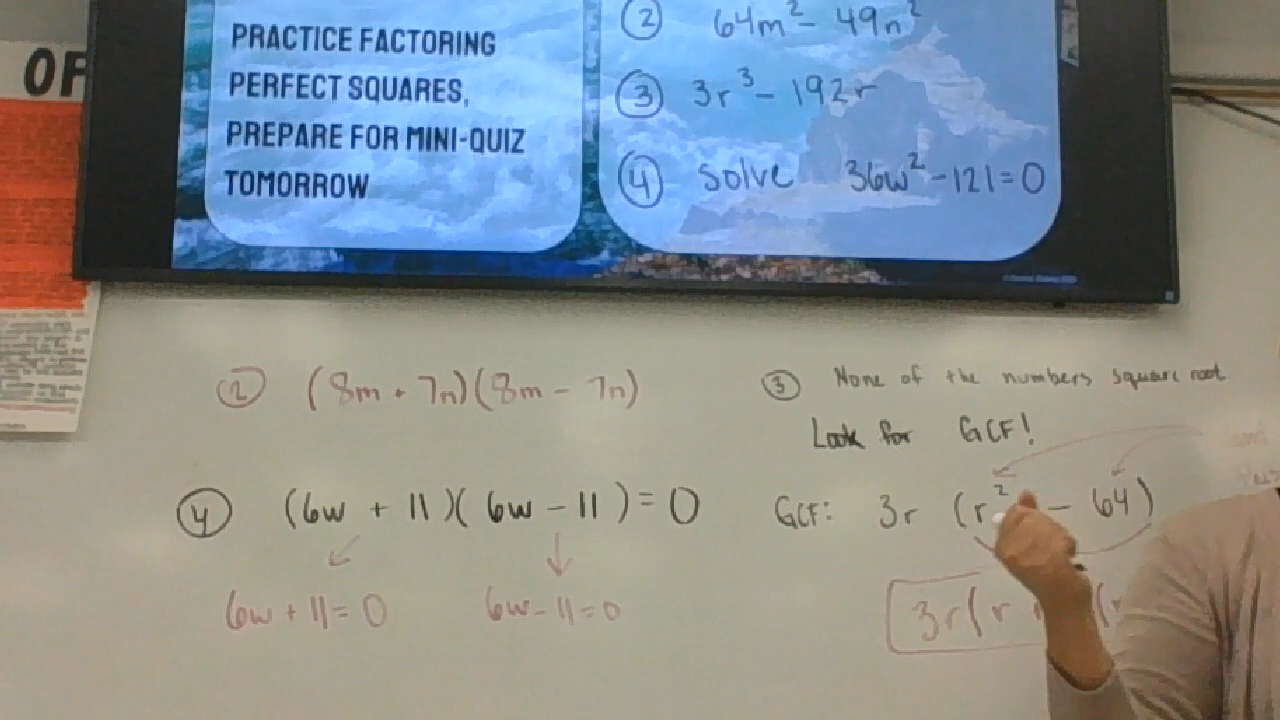 OF
PRACTICE FACTORING
PERFECT SQUARES,
PREPARE FOR MINI-QUIZ
TOMORROW
② 64m² - 49n²
③ 3r³ - 192r
④ solve 36w² - 121 = 0
② (8m + 7n)(8m - 7n)
③ None of the numbers square root
Look for GCF!
④ (6w + 11)(6w - 11) = 0
GCF: 3r (r² - 64)
6w + 11 = 0 6w - 11 = 0
3r(r